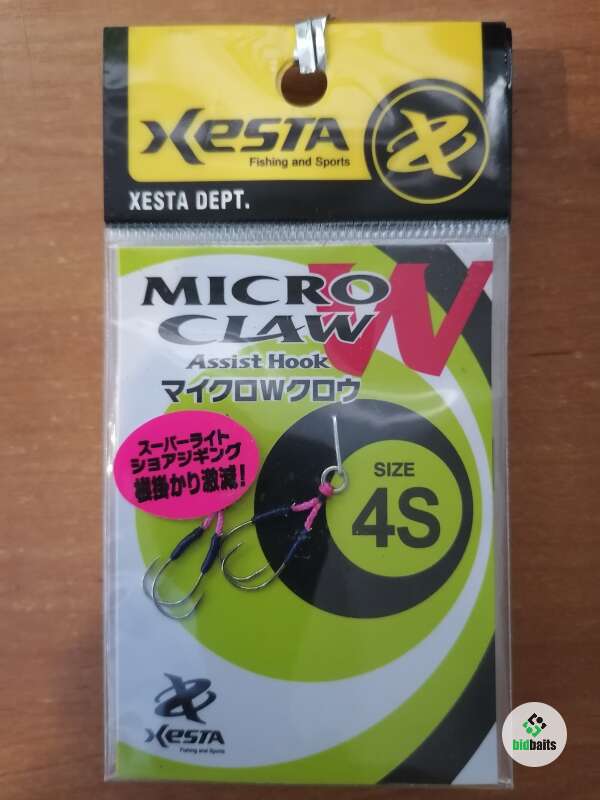 XESTA
Fishing and Sports
XESTA DEPT.
MICRO W
CLAW
Assist Hook
マイクロWクロウ
スーパーライト
ショアジギング
根掛かり激減!
SIZE
4S
XESTA
Fishing and Sports
bidbaits